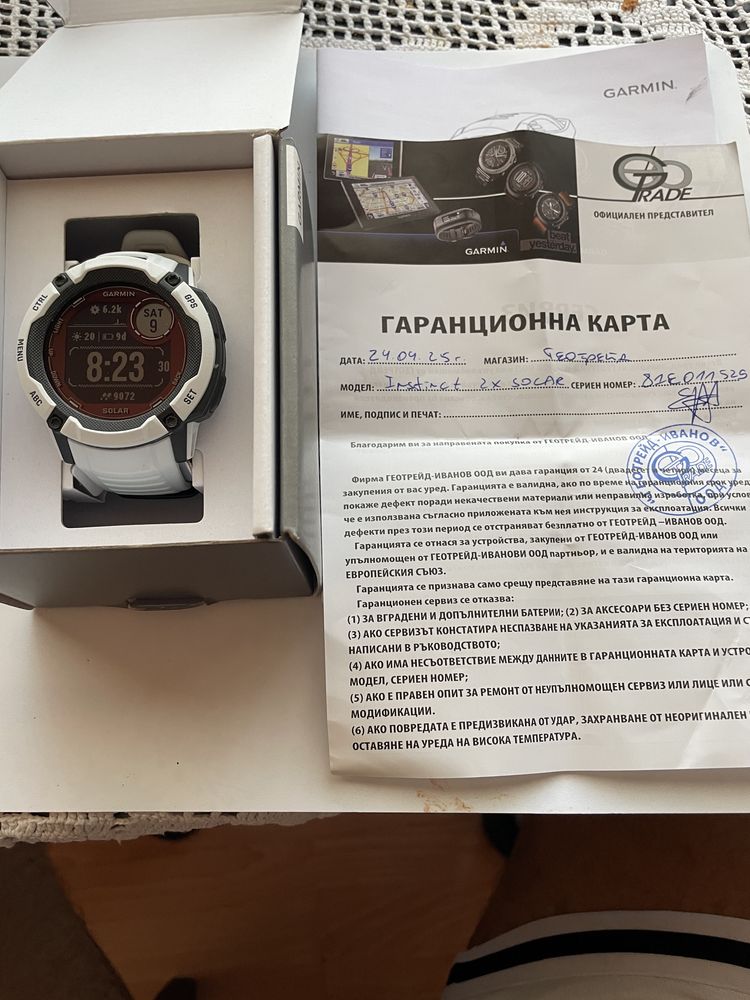 GARMIN
CTRL
GPS
MENU
ABC
SET
GARMIN
6.2k
SAT
9
20 9d
8:23 30
9072
SOLAR
GARMIN
GARMIN.
GEO TRADE
ОФИЦИАЛЕН ПРЕДСТАВИТЕЛ
GARMIN
beat yesterday
ГАРАНЦИОННА КАРТА
ДАТА: 24.04.25г. МАГАЗИН: Геотрейд
МОДЕЛ: Instinct 2x SOLAR СЕРИЕН НОМЕР: 81E011525
ИМЕ, ПОДПИС И ПЕЧАТ:
Благодарим ви за направената покупка от ГЕОТРЕЙД ИВАНОВ ООД
"ГЕОТРЕЙД-ИВАНОВ" ООД
Фирма ГЕОТРЕЙД-ИВАНОВ ООД ви дава гаранция от 24 (двадесет и четири) месеца за
закупения от вас уред. Гаранцията е валидна, ако по време на гаранционния срок уред
покаже дефект поради некачествени материали или неправилна изработка, при услов
че е използвана съгласно приложената към нея инструкция за експлоатация. Всички
дефекти през този период се отстраняват безплатно от ГЕОТРЕЙД –ИВАНОВ ООД.
Гаранцията се отнася за устройства, закупени от ГЕОТРЕЙД-ИВАНОВ ООД или
упълномощен от ГЕОТРЕЙД-ИВАНОВИ ООД партньор, и е валидна на територията на
ЕВРОПЕЙСКИЯ СЪЮЗ.
Гаранцията се признава само срещу представяне на тази гаранционна карта.
Гаранционен сервиз се отказва:
(1) ЗА ВГРАДЕНИ И ДОПЪЛНИТЕЛНИ БАТЕРИИ; (2) ЗА АКСЕСОАРИ БЕЗ СЕРИЕН НОМЕР;
(3) АКО СЕРВИЗЪТ КОНСТАТИРА НЕСПАЗВАНЕ НА УКАЗАНИЯТА ЗА ЕКСПЛОАТАЦИЯ И С
НАПИСАНИ В РЪКОВОДСТВОТО;
(4) АКО ИМА НЕСЪОТВЕТСТВИЕ МЕЖДУ ДАННИТЕ В ГАРАНЦИОННАТА КАРТА И УСТРО
МОДЕЛ, СЕРИЕН НОМЕР;
(5) АКО Е ПРАВЕН ОПИТ ЗА РЕМОНТ ОТ НЕУПЪЛНОМОЩЕН СЕРВИЗ ИЛИ ЛИЦЕ ИЛИ С
МОДИФИКАЦИИ.
(6) АКО ПОВРЕДАТА Е ПРЕДИЗВИКАНА ОТ УДАР, ЗАХРАНВАНЕ ОТ НЕОРИГИНАЛЕН
ОСТАВЯНЕ НА УРЕДА НА ВИСОКА ТЕМПЕРАТУРА.